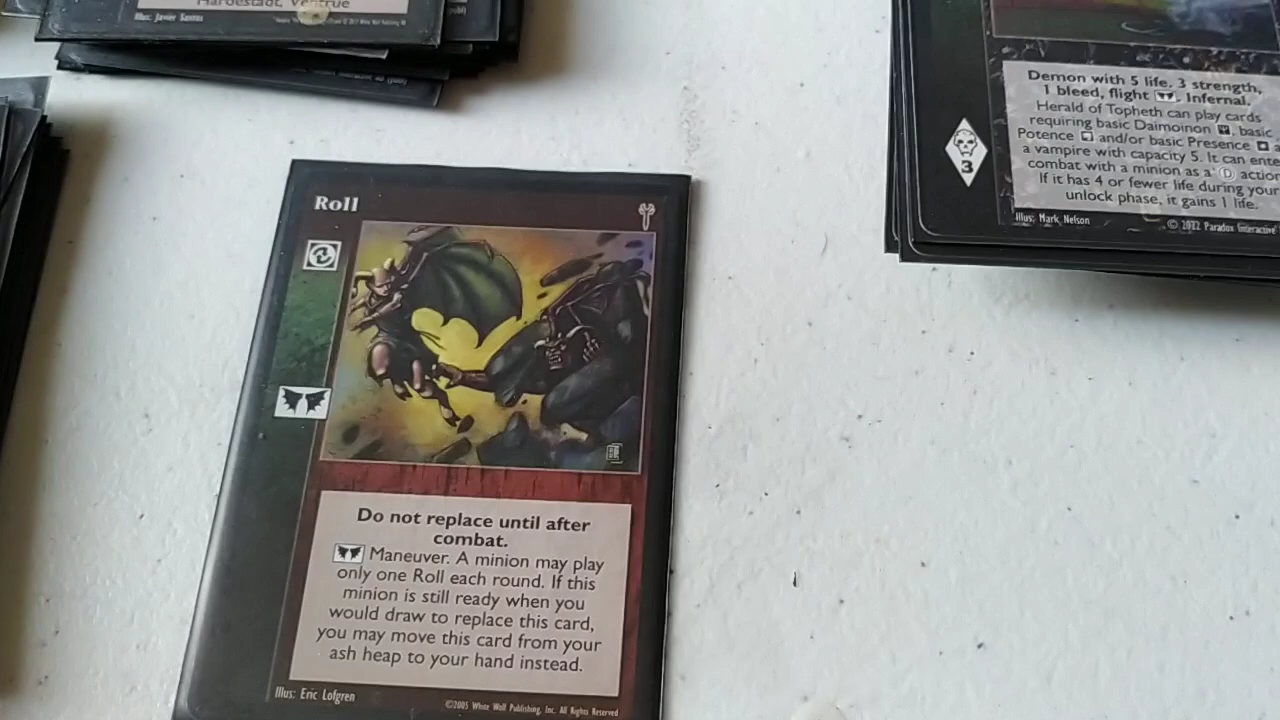 Hardestadt, Ventrue
Illus: Javier Santos
Roll
Do not replace until after
combat.
Maneuver. A minion may play
only one Roll each round. If this
minion is still ready when you
would draw to replace this card,
you may move this card from your
ash heap to your hand instead.
Illus: Eric Lofgren
©2005 White Wolf Publishing, Inc. All Rights Reserved
Demon with 5 life, 3 strength,
1 bleed, flight . Infernal.
Herald of Topheth can play cards
requiring basic Daimoinon , basic
Potence and/or basic Presence a
a vampire with capacity 5. It can ente
combat with a minion as a D action
If it has 4 or fewer life during your
unlock phase, it gains 1 life.
3
Illus: Mark Nelson
© 2022 Paradox Interactive